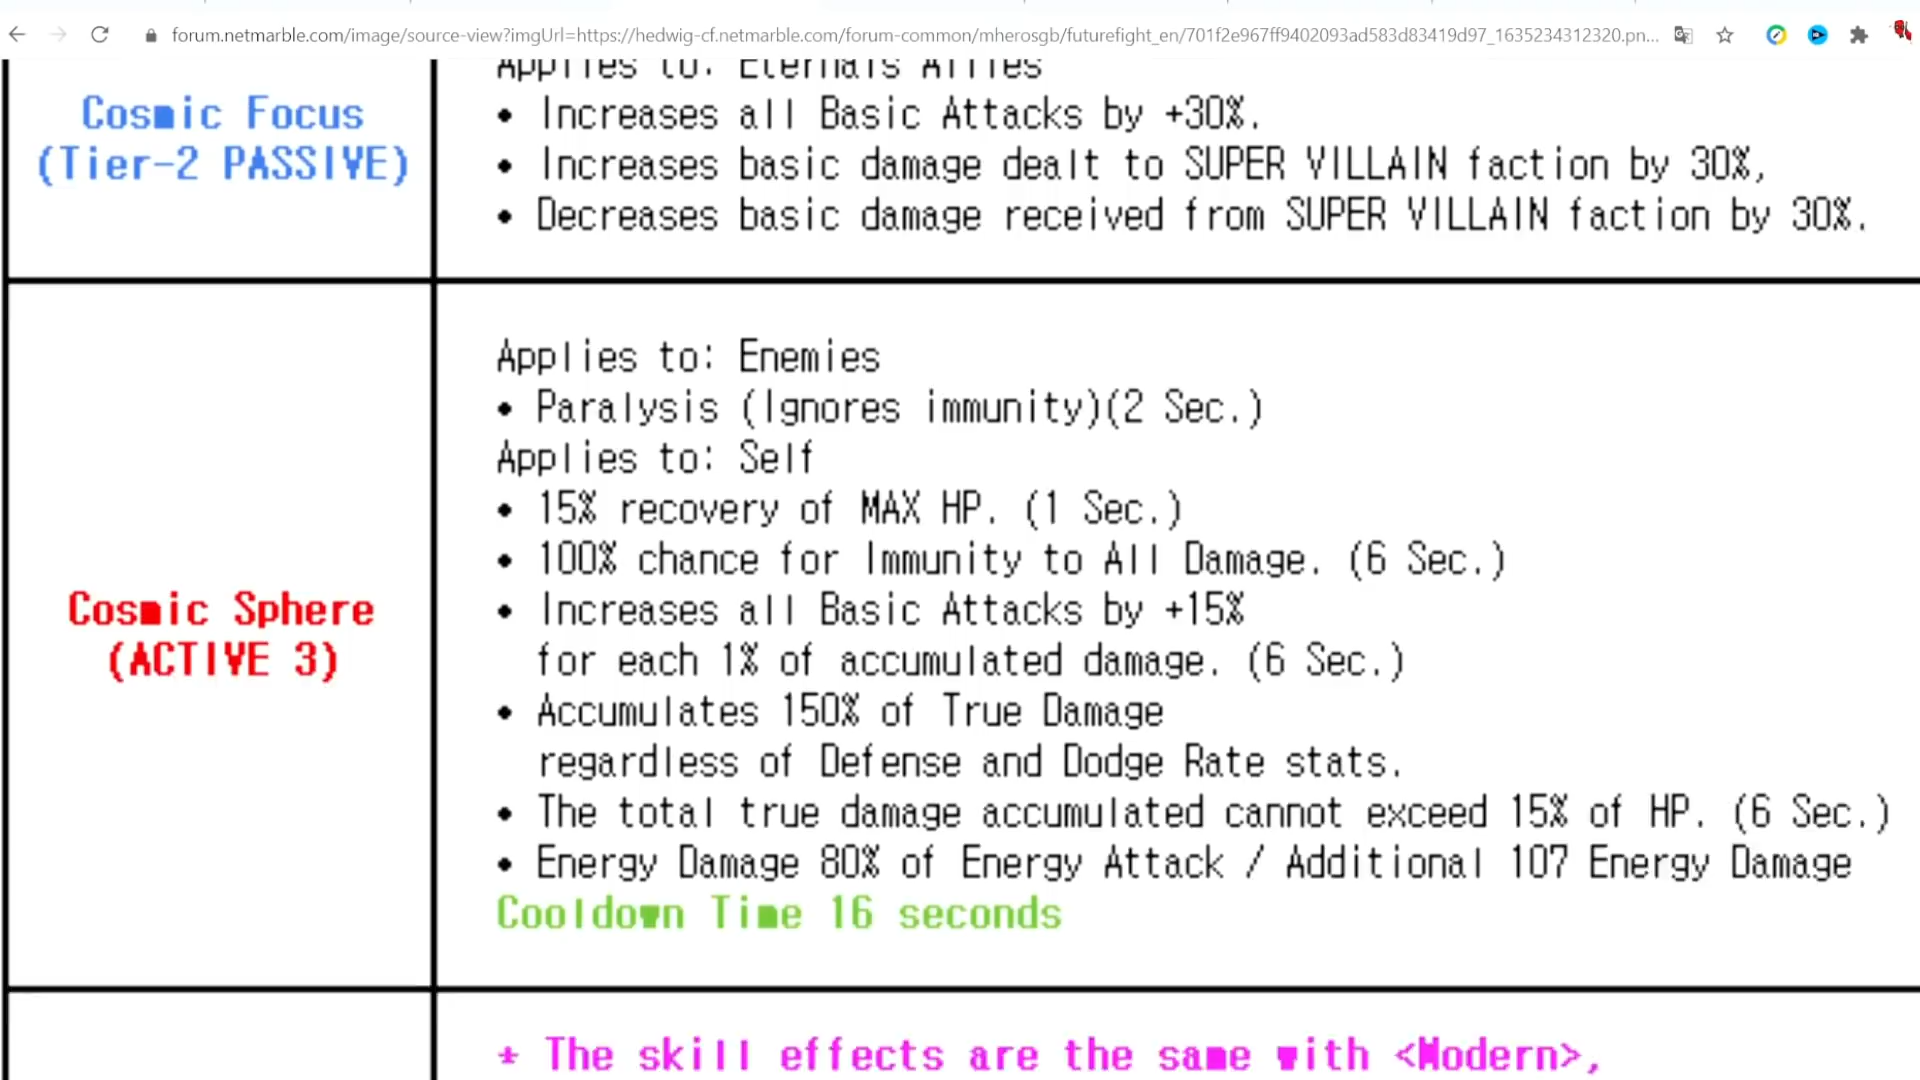 forum.netmarble.com/image/source-view?imgUrl=https://hedwig-cf.netmarble.com/forum-common/mherosgb/futurefight_en/701f2e967ff9402093ad583d83419d97_1635234312320.pn...
Cosmic Focus
(Tier-2 PASSIVE)
Applies to: Eternals Allies
• Increases all Basic Attacks by +30%.
• Increases basic damage dealt to SUPER VILLAIN faction by 30%,
• Decreases basic damage received from SUPER VILLAIN faction by 30%.
Cosmic Sphere
(ACTIVE 3)
Applies to: Enemies
• Paralysis (Ignores immunity)(2 Sec.)
Applies to: Self
• 15% recovery of MAX HP. (1 Sec.)
• 100% chance for Immunity to All Damage. (6 Sec.)
• Increases all Basic Attacks by +15%
for each 1% of accumulated damage. (6 Sec.)
• Accumulates 150% of True Damage
regardless of Defense and Dodge Rate stats.
• The total true damage accumulated cannot exceed 15% of HP. (6 Sec.)
• Energy Damage 80% of Energy Attack / Additional 107 Energy Damage
Cooldown Time 16 seconds
* The skill effects are the same with <Modern>,